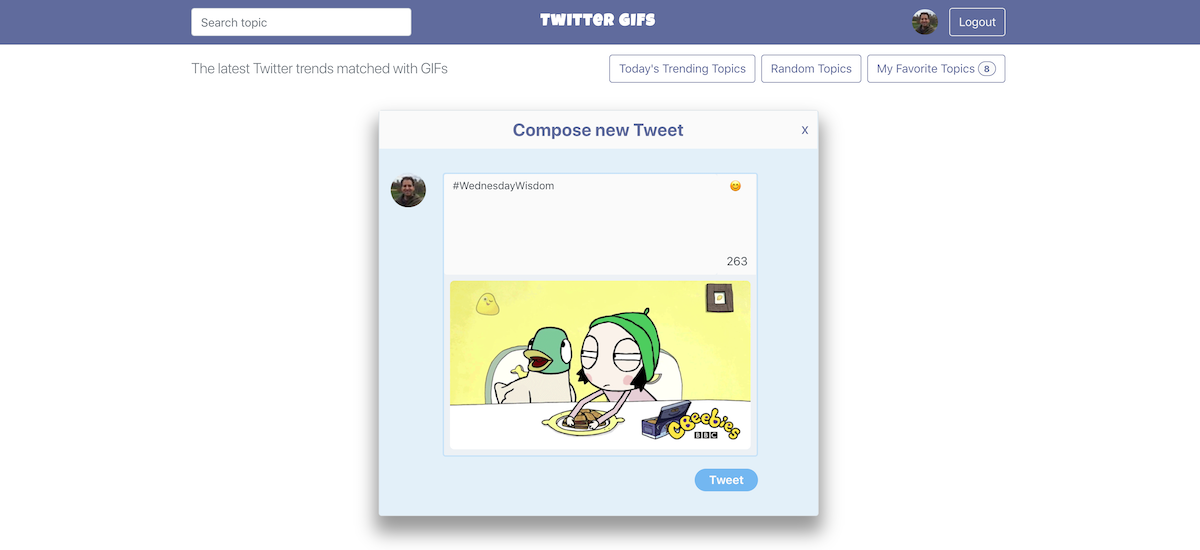 Search topic
TWITTER GIFS
Logout
The latest Twitter trends matched with GIFs
Today's Trending Topics
Random Topics
My Favorite Topics 8
Compose new Tweet
X
#WednesdayWisdom
263
CBeebies
BBC
Tweet